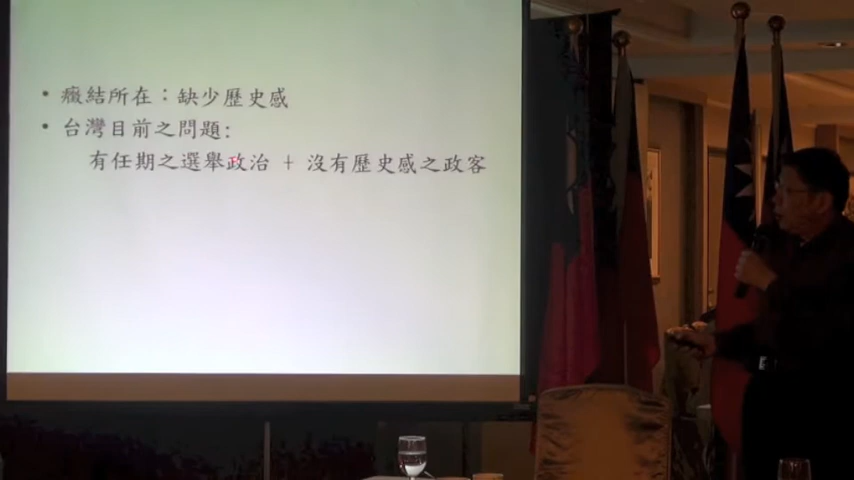 • 癥結所在：缺少歷史感
• 台灣目前之問題:
有任期之選舉政治 + 沒有歷史感之政客